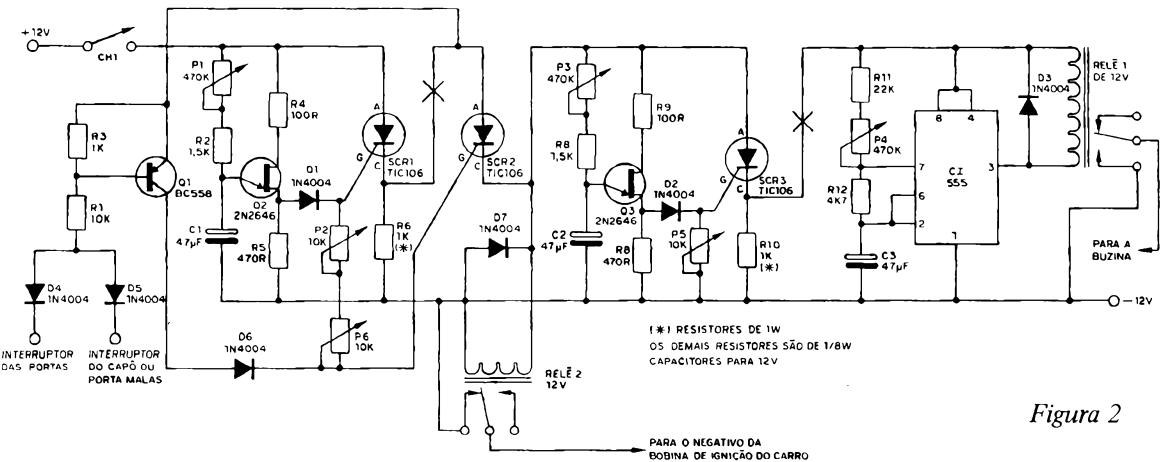 +12V
CH1
P1
470K
R4
100R
R3
1K
R2
1,5K
A
G
C
SCR1
TIC106
A
G
C
SCR2
TIC106
Q1
BC558
R1
10K
D1
1N4004
Q2
2N2646
C1
47µF
R5
470R
P2
10K
R6
1K
(*)
D4
1N4004
D5
1N4004
INTERRUPTOR
DAS PORTAS
INTERRUPTOR
DO CAPÔ OU
PORTA MALAS
D6
1N4004
P6
10K
D7
1N4004
RELÊ 2
12V
P3
470K
R9
100R
R8
1,5K
A
G
C
SCR3
TIC106
D2
1N4004
Q3
2N2646
C2
47µF
R8
470R
P5
10K
R10
1K
(*)
R11
22K
P4
470K
R12
4K7
C3
47µF
8
4
7
6
2
3
1
CI
555
D3
1N4004
RELÊ 1
DE 12V
PARA A
BUZINA
-12V
(*) RESISTORES DE 1W
OS DEMAIS RESISTORES SÃO DE 1/8W
CAPACITORES PARA 12V
PARA O NEGATIVO DA
BOBINA DE IGNIÇÃO DO CARRO
Figura 2